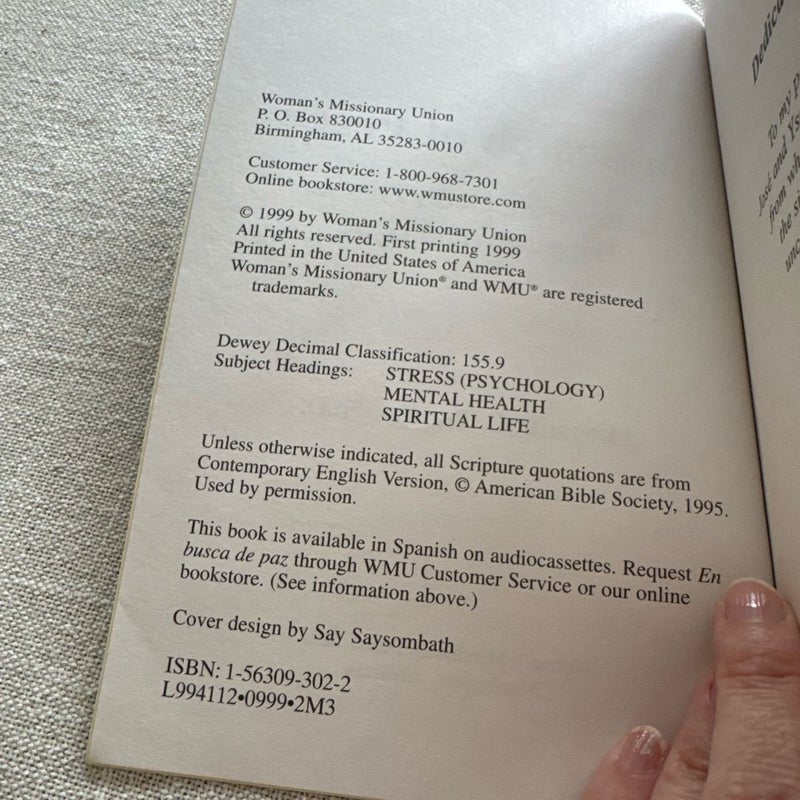 Woman's Missionary Union
P. O. Box 830010
Birmingham, AL 35283-0010
Customer Service: 1-800-968-7301
Online bookstore: www.wmustore.com
© 1999 by Woman's Missionary Union
All rights reserved. First printing 1999
Printed in the United States of America
Woman's Missionary Union® and WMU® are registered
trademarks.
Dewey Decimal Classification: 155.9
Subject Headings: STRESS (PSYCHOLOGY)
MENTAL HEALTH
SPIRITUAL LIFE
Unless otherwise indicated, all Scripture quotations are from
Contemporary English Version, © American Bible Society, 1995.
Used by permission.
This book is available in Spanish on audiocassettes. Request En
busca de paz through WMU Customer Service or our online
bookstore. (See information above.)
Cover design by Say Saysombath
ISBN: 1-56309-302-2
L994112•0999•2M3
To my
José and
from
the